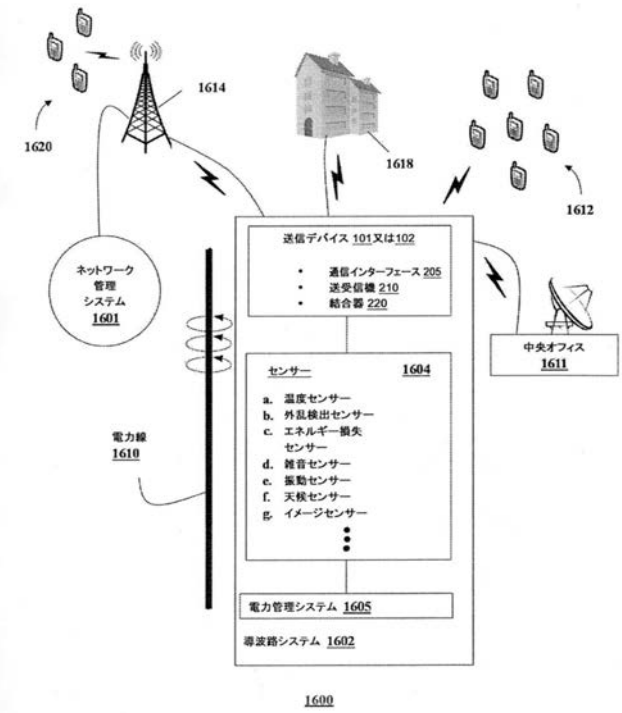 1614
1620
1618
1612
ネットワーク
管理
システム
1601
送信デバイス 101又は102
• 通信インターフェース 205
• 送受信機 210
• 結合器 220
中央オフィス
1611
センサー 1604
a. 温度センサー
b. 外乱検出センサー
c. エネルギー損失
センサー
d. 雑音センサー
e. 振動センサー
f. 天候センサー
g. イメージセンサー
電力線
1610
電力管理システム 1605
導波路システム 1602
1600